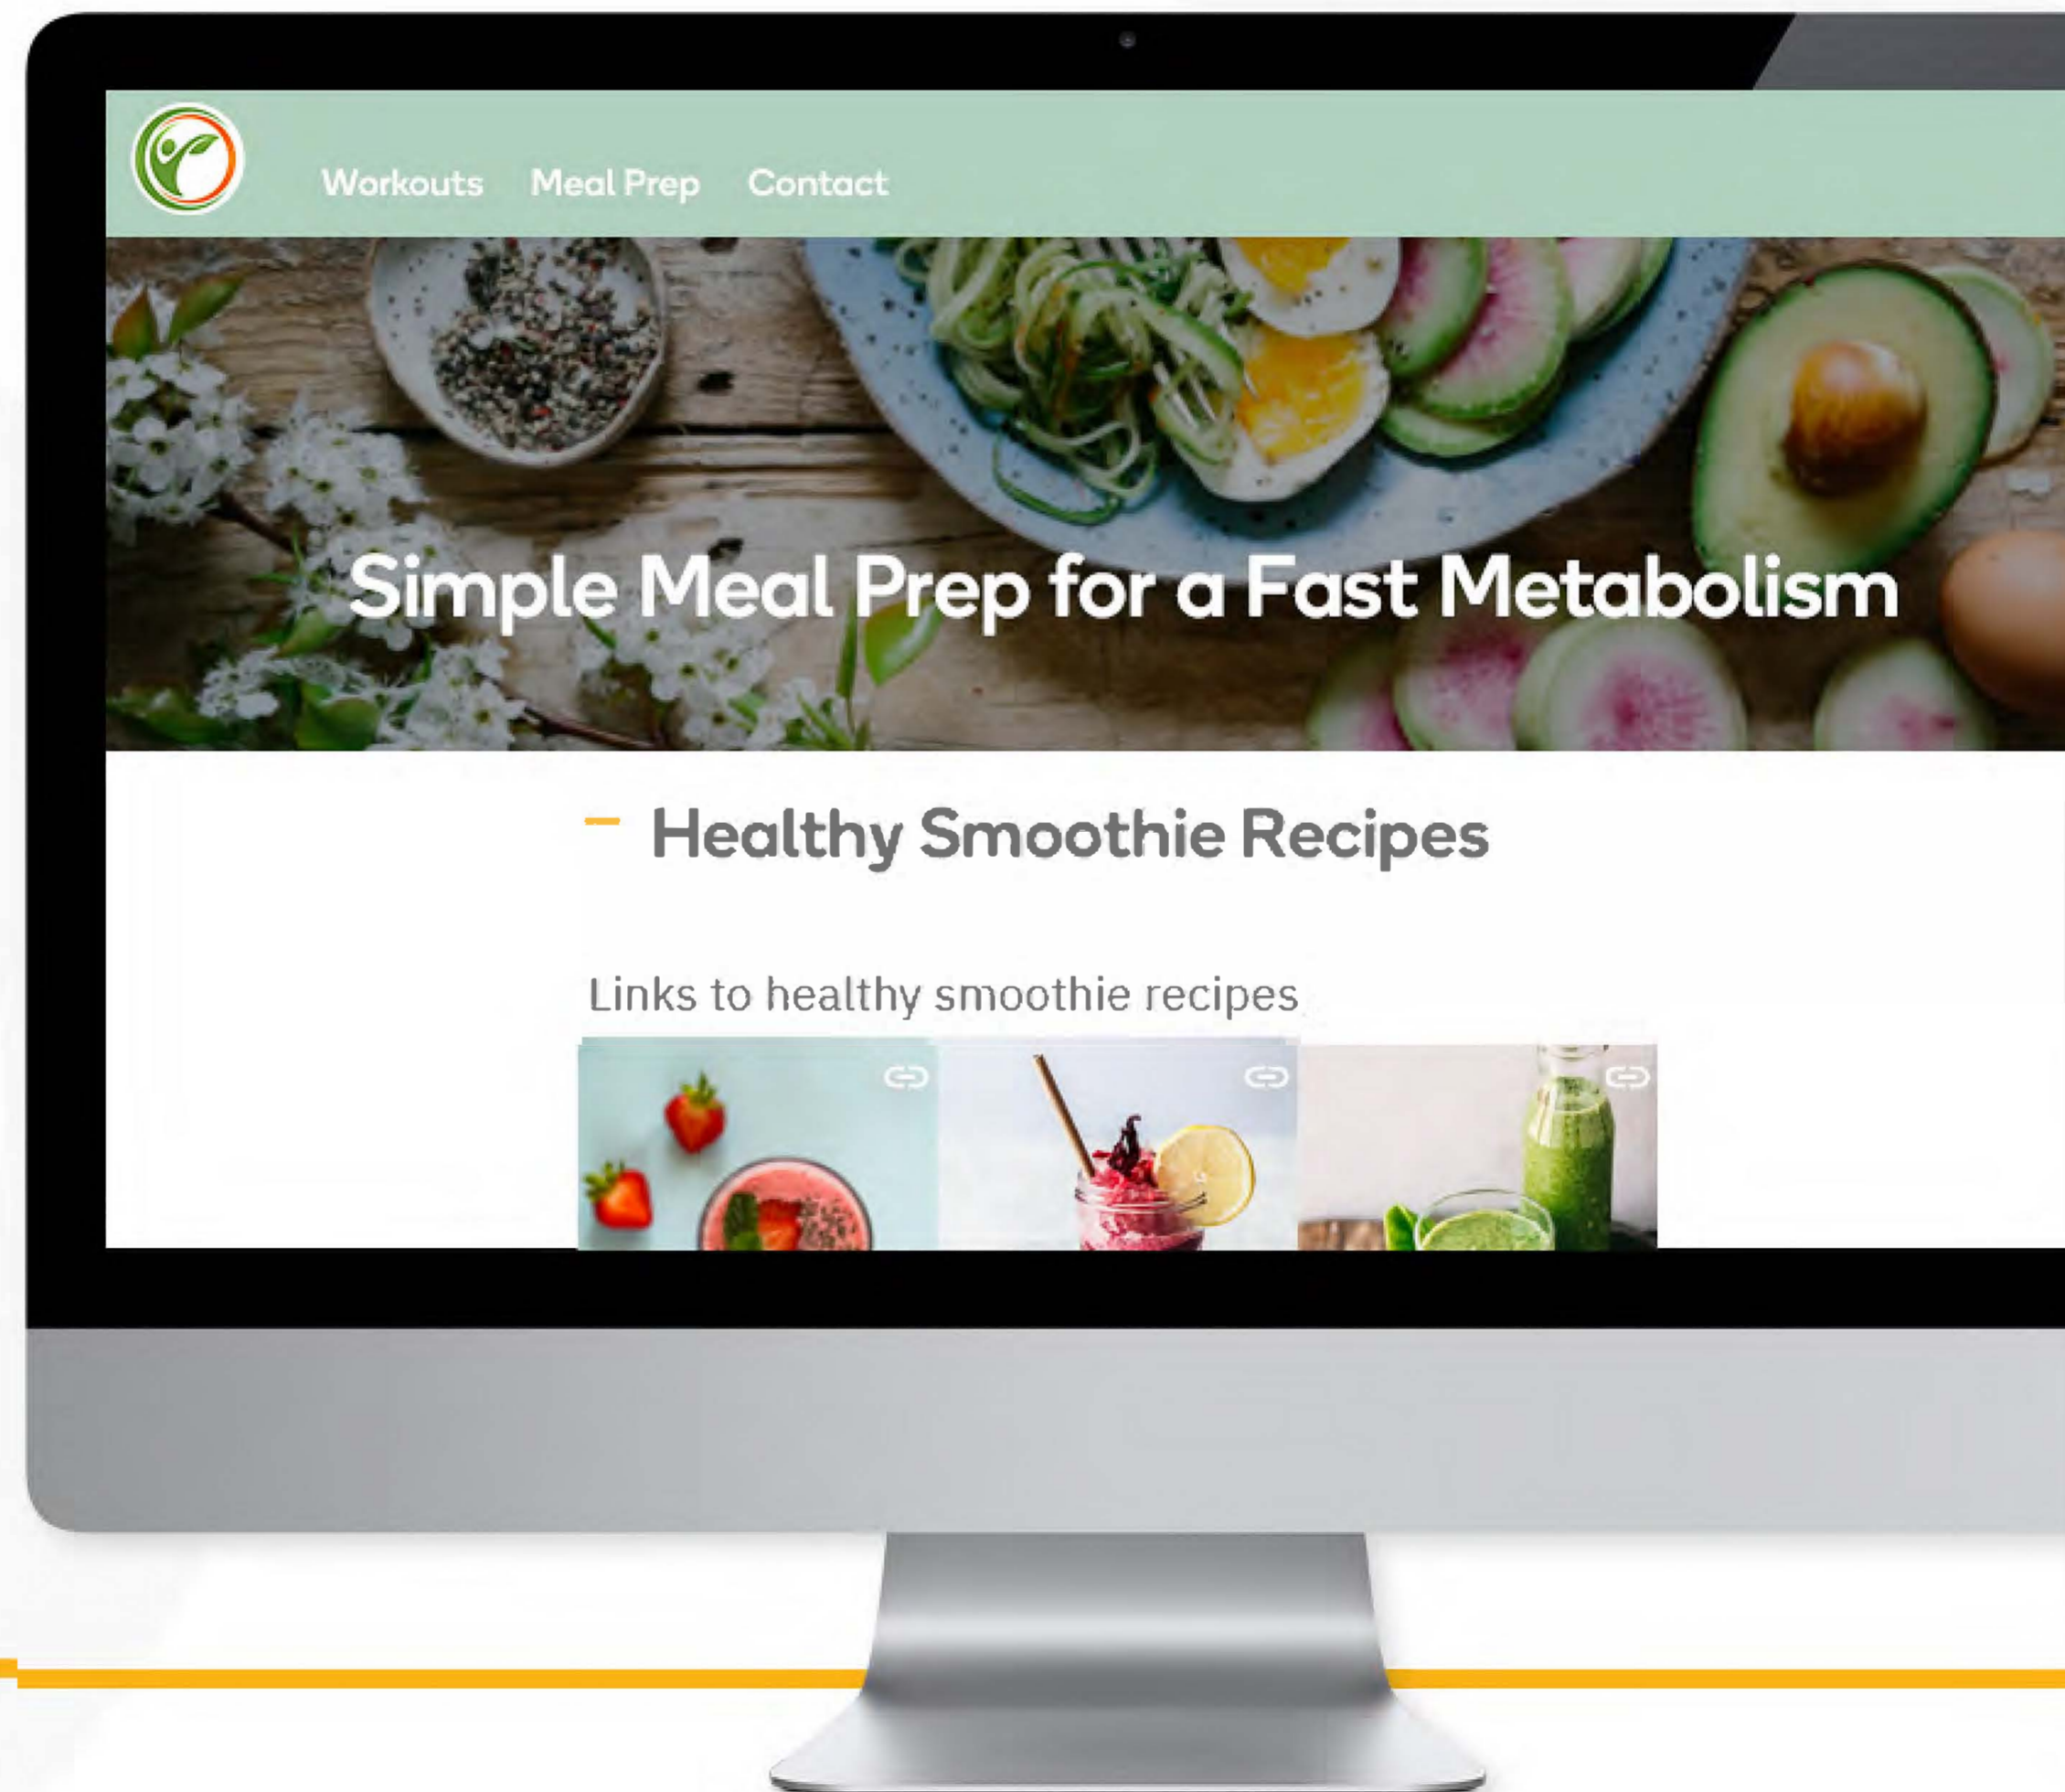 Workouts Meal Prep Contact
Simple Meal Prep for a Fast Metabolism
Healthy Smoothie Recipes
Links to healthy smoothie recipes